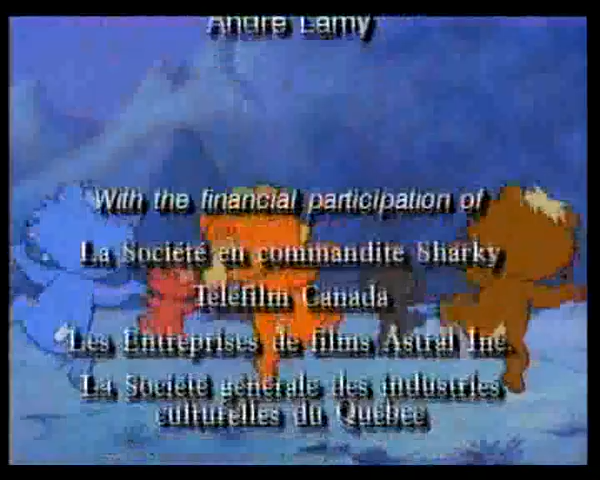 André Lamy
With the financial participation of
La Société en commandite Sharky
Téléfilm Canada
Les Entreprises de films Astral Inc.
La Société générale des industries
culturelles du Québec